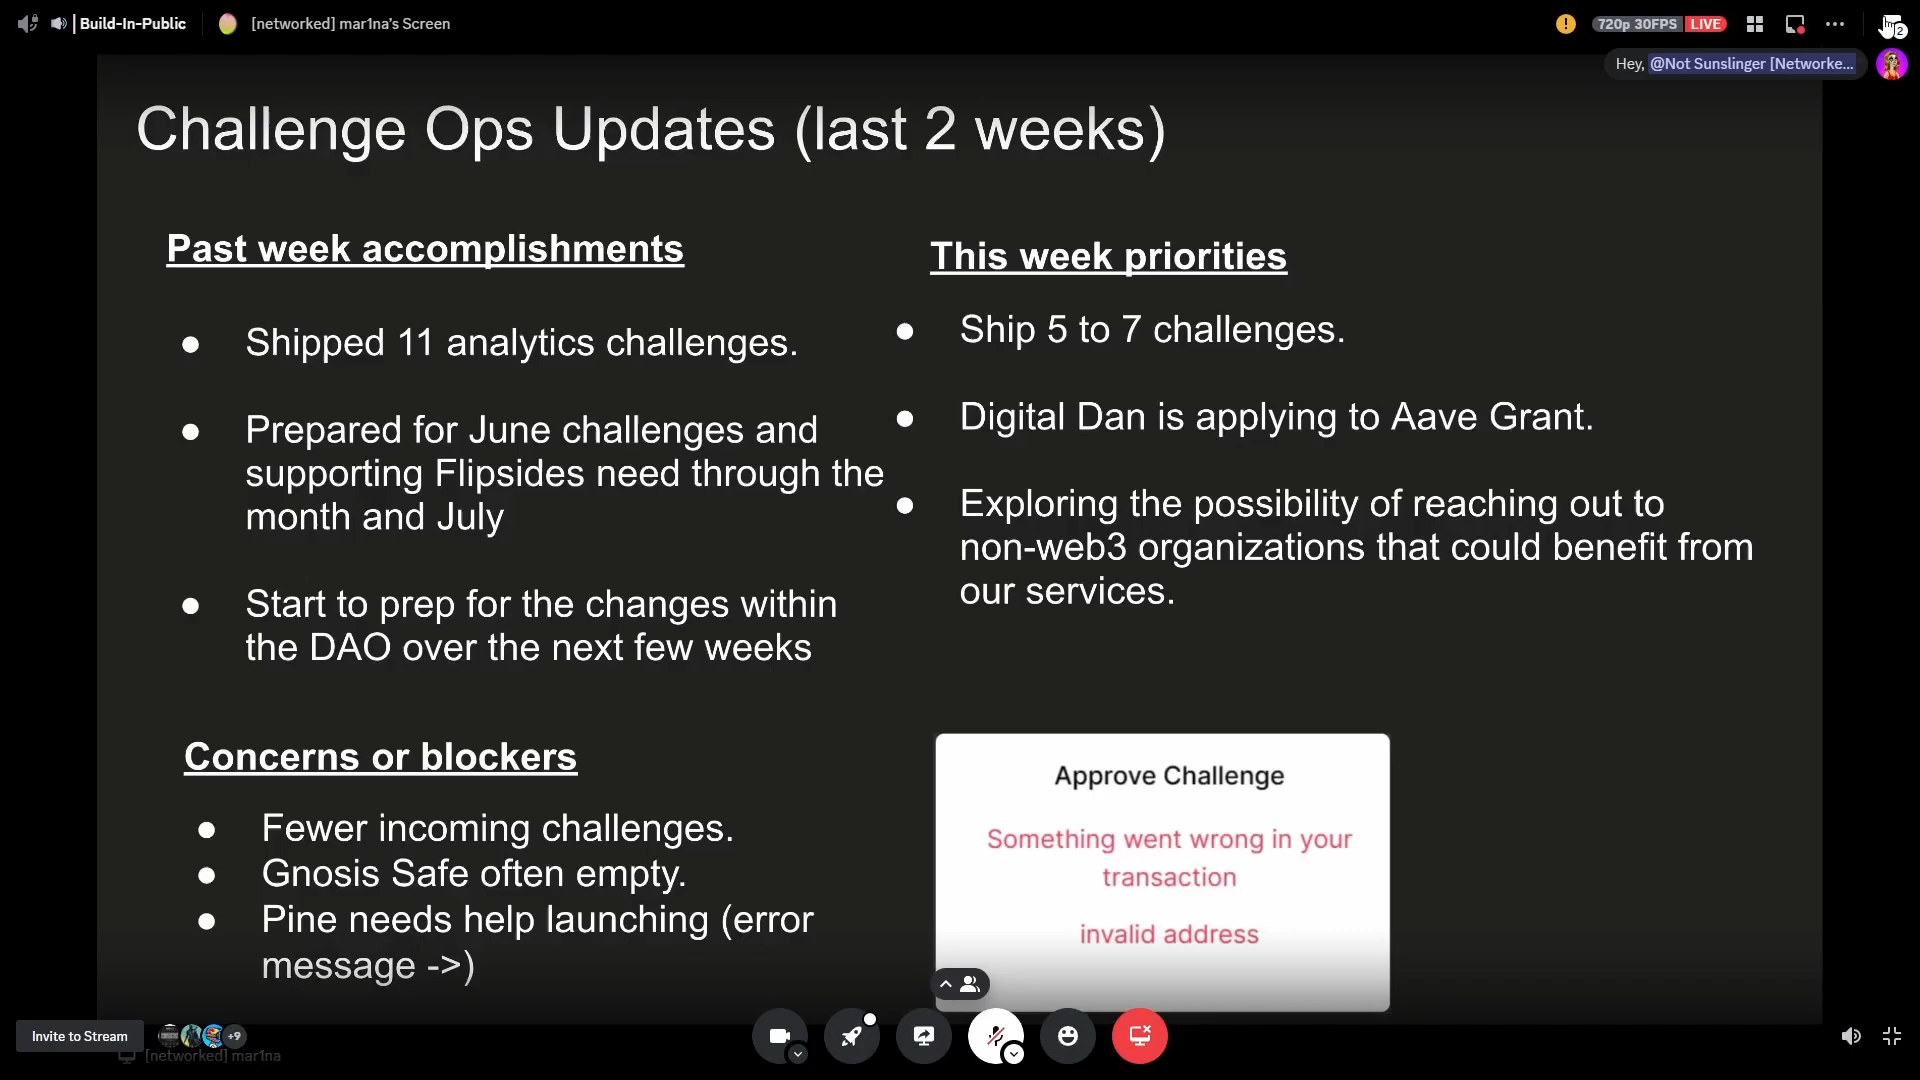 Build-In-Public
[networked] mar1na's Screen
720p 30FPS LIVE
2
Hey, @Not Sunslinger [Networke...
Challenge Ops Updates (last 2 weeks)
Past week accomplishments
● Shipped 11 analytics challenges.
● Prepared for June challenges and
supporting Flipsides need through the
month and July
● Start to prep for the changes within
the DAO over the next few weeks
This week priorities
● Ship 5 to 7 challenges.
● Digital Dan is applying to Aave Grant.
● Exploring the possibility of reaching out to
non-web3 organizations that could benefit from
our services.
Concerns or blockers
● Fewer incoming challenges.
● Gnosis Safe often empty.
● Pine needs help launching (error
message ->)
Approve Challenge
Something went wrong in your
transaction
invalid address
Invite to Stream
+9
[networked] mar1na